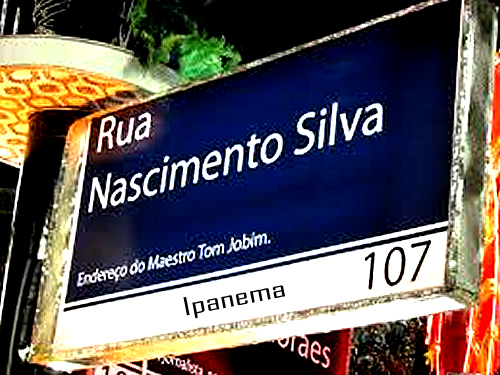 Rua
Nascimento Silva
Endereço do Maestro Tom Jobim.
Ipanema 107